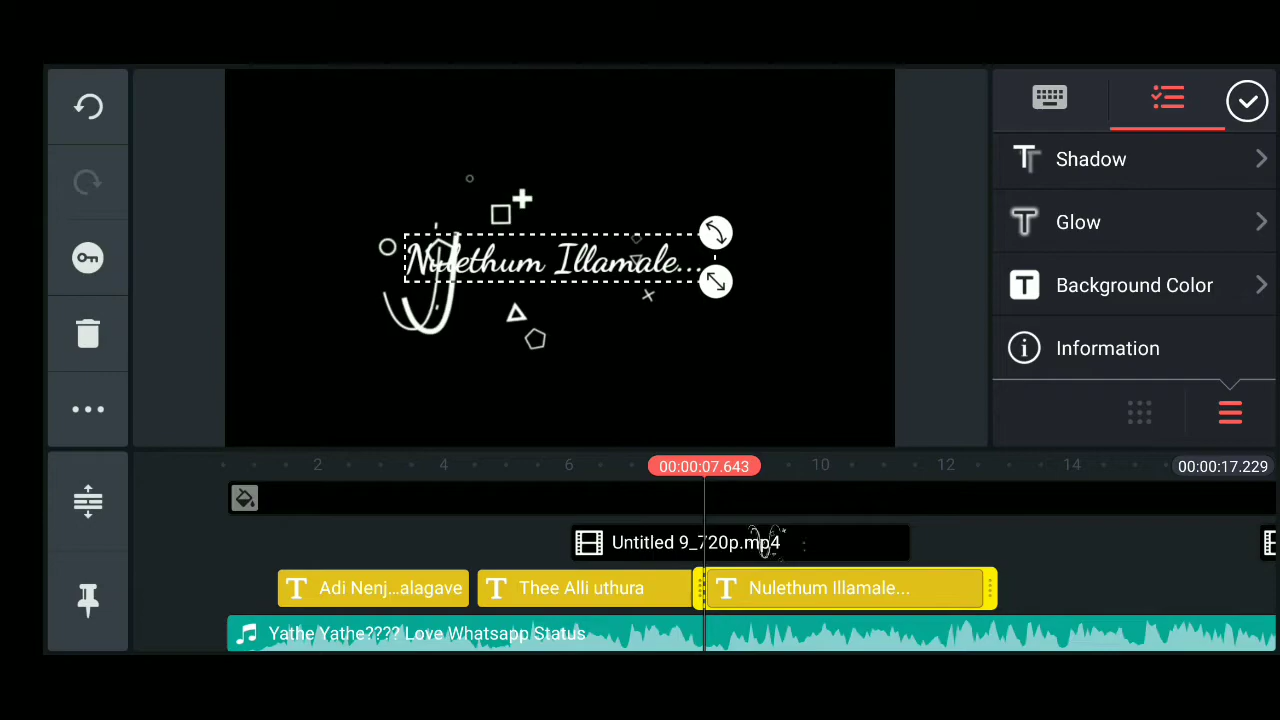 Shadow
Glow
Nulethum Illamale...
Background Color
Information
2 4 6 00:00:07.643 10 12 14 00:00:17.229
Untitled 9_720p.mp4
Adi Nenj...alagave Thee Alli uthura Nulethum Illamale...
Yathe Yathe???? Love Whatsapp Status